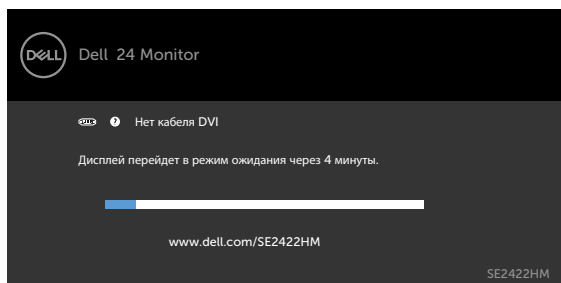 DELL Dell 24 Monitor
Нет кабеля DVI
Дисплей перейдет в режим ожидания через 4 минуты.
www.dell.com/SE2422HM
SE2422HM